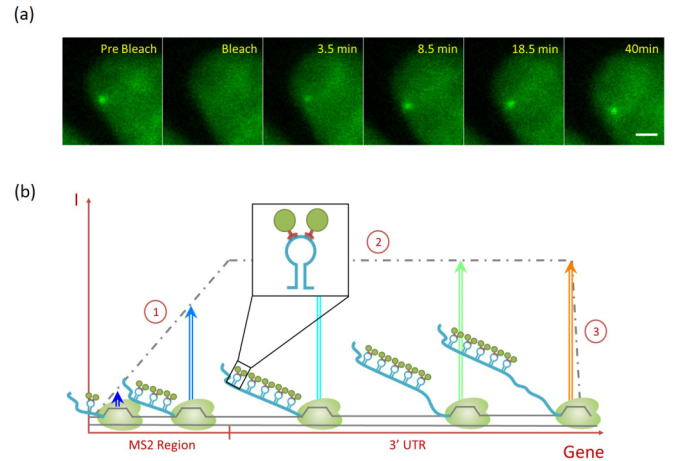 (a)
Pre Bleach
Bleach
3.5 min
8.5 min
18.5 min
40min
(b)
I
1
2
3
MS2 Region
3' UTR
Gene